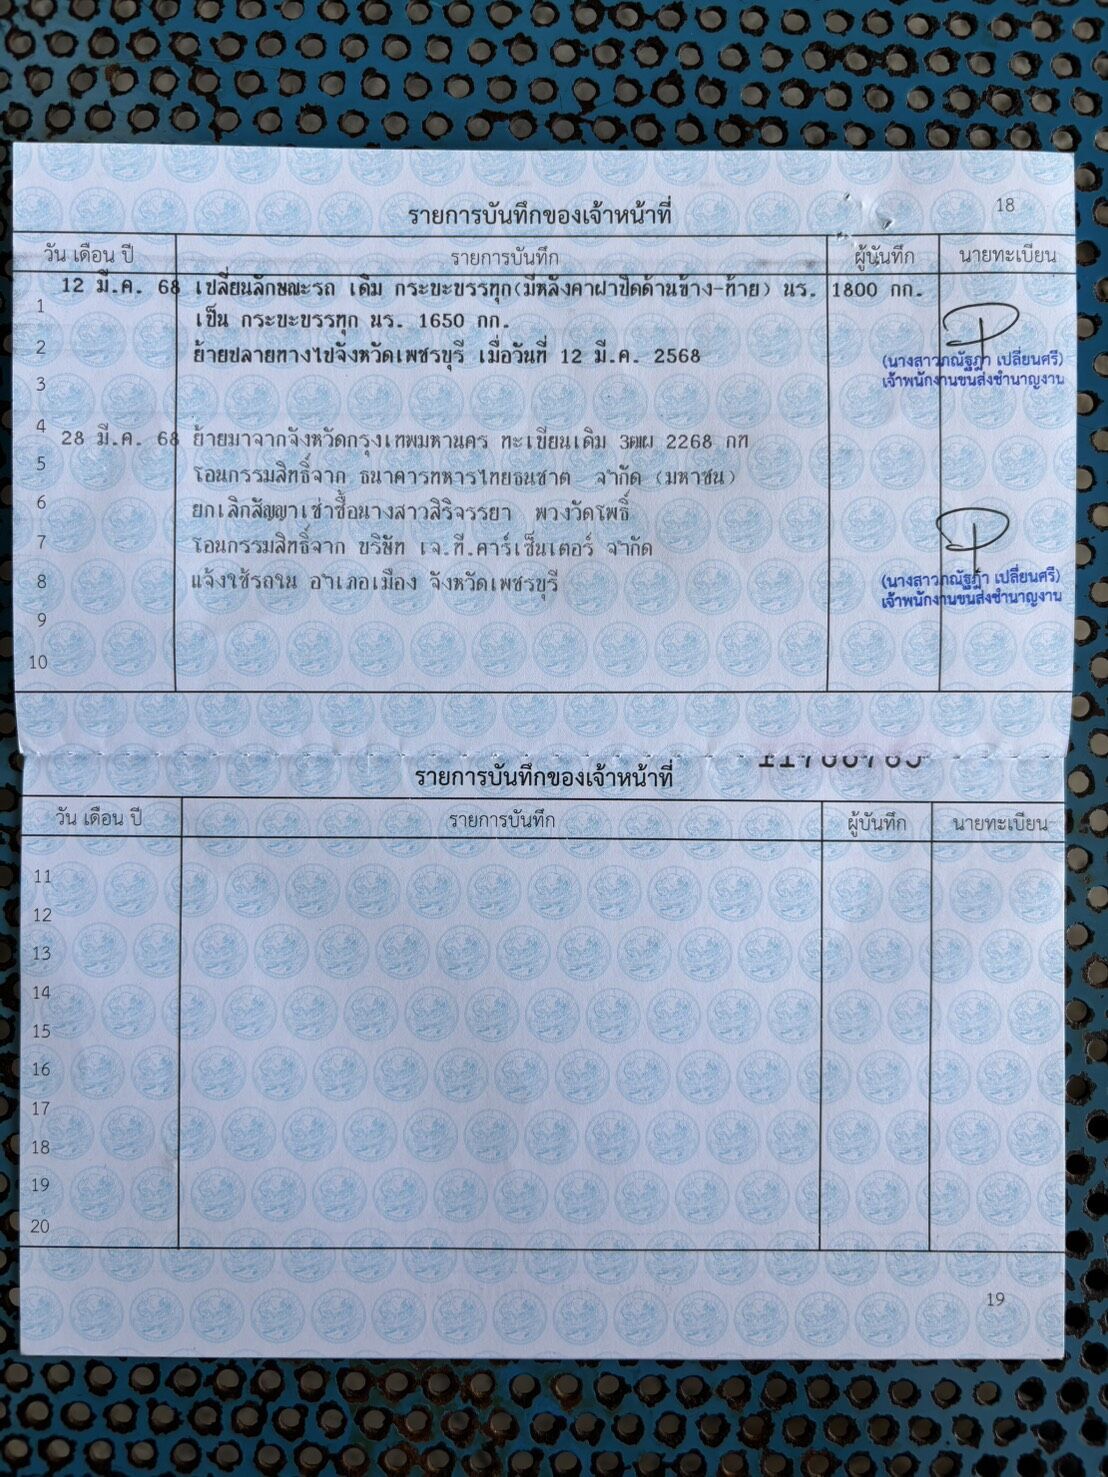 18
รายการบันทึกของเจ้าหน้าที่
วัน เดือน ปี รายการบันทึก ผู้บันทึก นายทะเบียน
12 มี.ค. 68 เปลี่ยนลักษณะรถ เดิม กระบะบรรทุก(มีหลังคาฝาปิดด้านข้าง-ท้าย) นร. 1800 กก.
1 เป็น กระบะบรรทุก นร. 1650 กก.
2 ย้ายปลายทางไปจังหวัดเพชรบุรี เมื่อวันที่ 12 มี.ค. 2568
(นางสาวภณัฐฎา เปลี่ยนศรี)
เจ้าพนักงานขนส่งชำนาญงาน
3
4
28 มี.ค. 68 ย้ายมาจากจังหวัดกรุงเทพมหานคร ทะเบียนเดิม 3ฒผ 2268 กท
5 โอนกรรมสิทธิ์จาก ธนาคารทหารไทยธนชาต จำกัด (มหาชน)
6 ยกเลิกสัญญาเช่าซื้อนางสาวสิริจรรยา พวงวัดโพธิ์
7 โอนกรรมสิทธิ์จาก บริษัท เจ.ที.คาร์เซ็นเตอร์ จำกัด
8 แจ้งใช้รถใน อำเภอเมือง จังหวัดเพชรบุรี
(นางสาวภณัฐฎา เปลี่ยนศรี)
เจ้าพนักงานขนส่งชำนาญงาน
9
10
รายการบันทึกของเจ้าหน้าที่
วัน เดือน ปี รายการบันทึก ผู้บันทึก นายทะเบียน
11
12
13
14
15
16
17
18
19
20
19